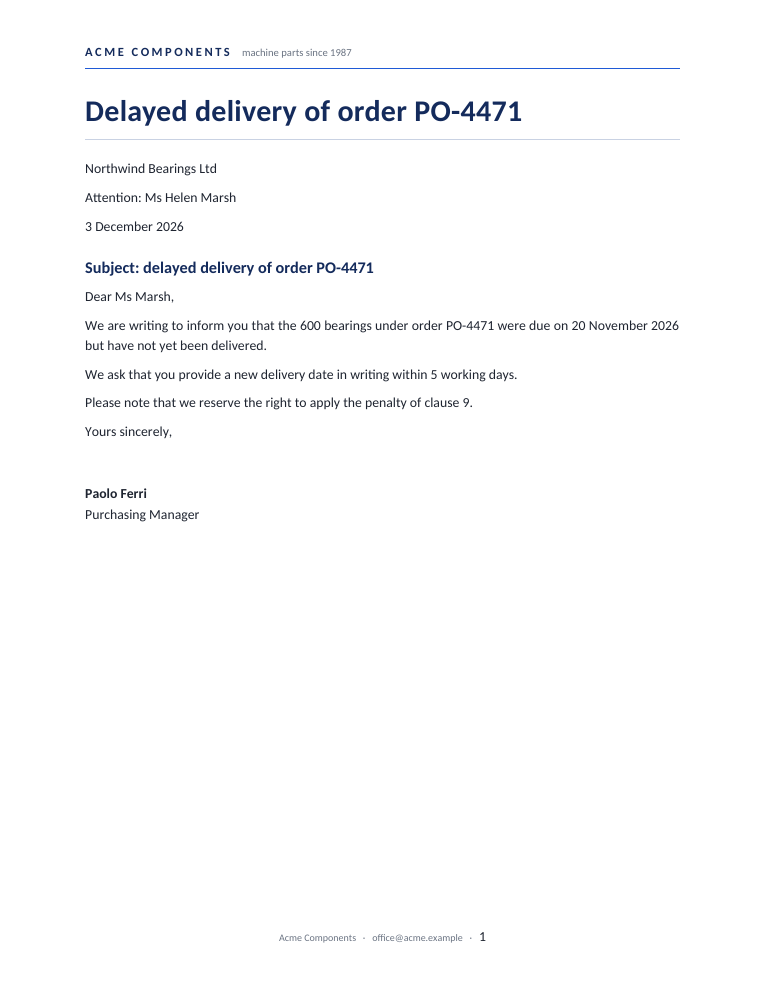 ACME COMPONENTS machine parts since 1987
Delayed delivery of order PO-4471
Northwind Bearings Ltd
Attention: Ms Helen Marsh
3 December 2026
Subject: delayed delivery of order PO-4471
Dear Ms Marsh,
We are writing to inform you that the 600 bearings under order PO-4471 were due on 20 November 2026
but have not yet been delivered.
We ask that you provide a new delivery date in writing within 5 working days.
Please note that we reserve the right to apply the penalty of clause 9.
Yours sincerely,
Paolo Ferri
Purchasing Manager
Acme Components · office@acme.example · 1